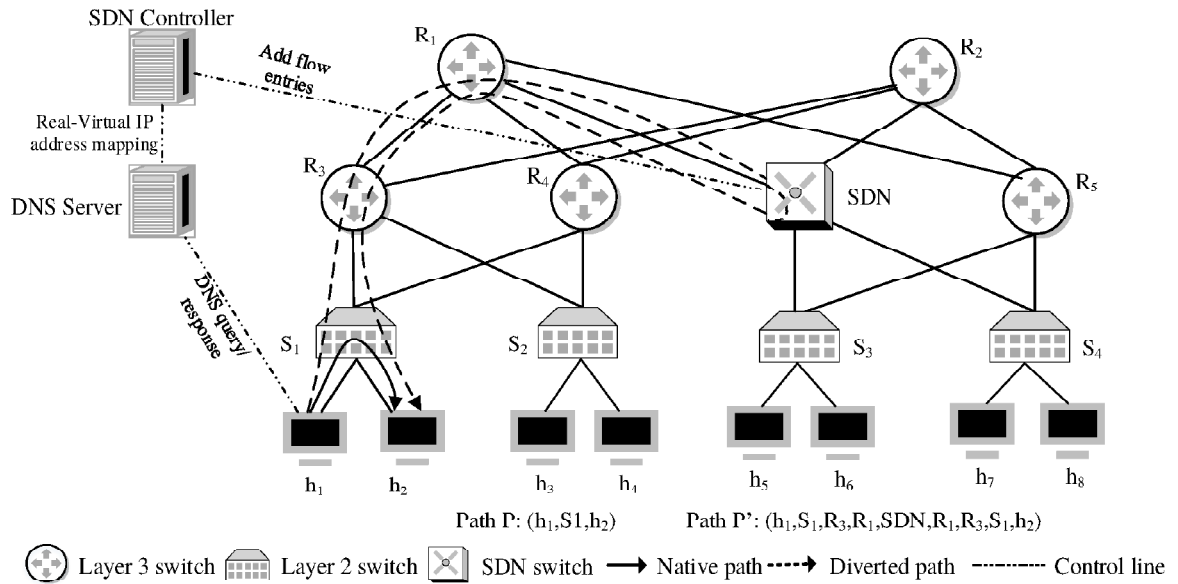 SDN Controller
R1
R2
Add flow
entries
Real-Virtual IP
address mapping
R3
R4
SDN
R5
DNS Server
DNS query/
response
S1
S2
S3
S4
h1
h2
h3
h4
h5
h6
h7
h8
Path P: (h1,S1,h2)
Path P’: (h1,S1,R3,R1,SDN,R1,R3,S1,h2)
Layer 3 switch
Layer 2 switch
SDN switch
Native path
Diverted path
Control line